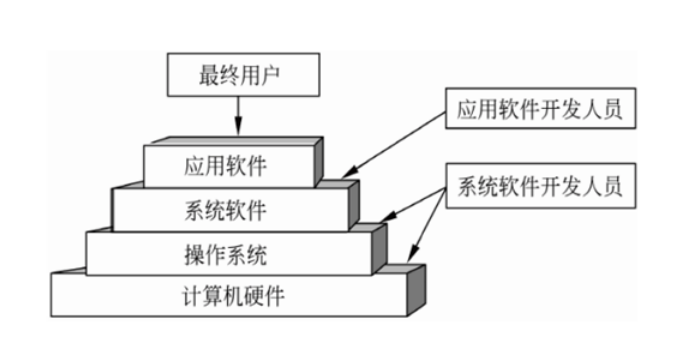 最终用户
应用软件开发人员
应用软件
系统软件开发人员
系统软件
操作系统
计算机硬件